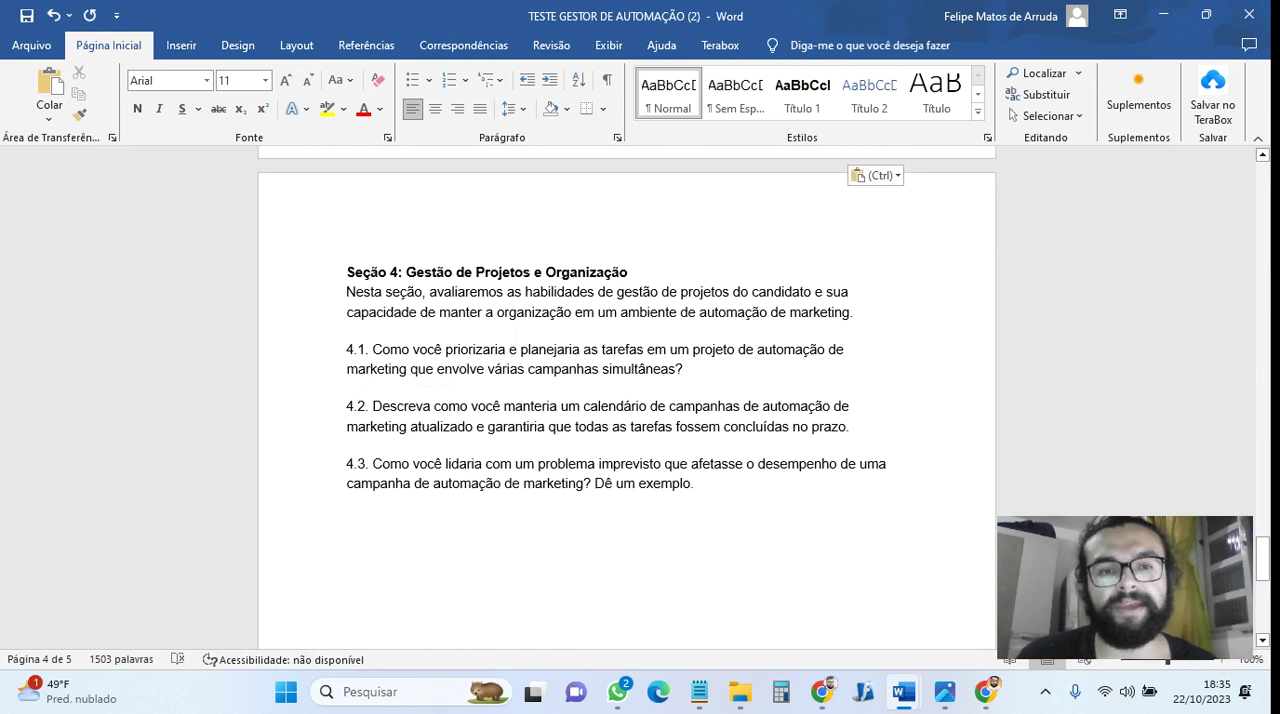 TESTE GESTOR DE AUTOMAÇÃO (2) - Word
Felipe Matos de Arruda
Arquivo Página Inicial Inserir Design Layout Referências Correspondências Revisão Exibir Ajuda Terabox Diga-me o que você deseja fazer
Colar
Arial 11
AaBbCcD AaBbCcD AaBbCcI AaBbCcD AaB
¶ Normal ¶ Sem Esp... Título 1 Título 2 Título
Localizar
Substituir
Selecionar
Suplementos
Salvar no
TeraBox
Área de Transferên... Fonte Parágrafo Estilos Editando Suplementos Salvar
(Ctrl)
Seção 4: Gestão de Projetos e Organização
Nesta seção, avaliaremos as habilidades de gestão de projetos do candidato e sua
capacidade de manter a organização em um ambiente de automação de marketing.
4.1. Como você priorizaria e planejaria as tarefas em um projeto de automação de
marketing que envolve várias campanhas simultâneas?
4.2. Descreva como você manteria um calendário de campanhas de automação de
marketing atualizado e garantiria que todas as tarefas fossem concluídas no prazo.
4.3. Como você lidaria com um problema imprevisto que afetasse o desempenho de uma
campanha de automação de marketing? Dê um exemplo.
Página 4 de 5 1503 palavras Acessibilidade: não disponível 100%
1 49°F
Pred. nublado
Pesquisar
2
18:35
22/10/2023